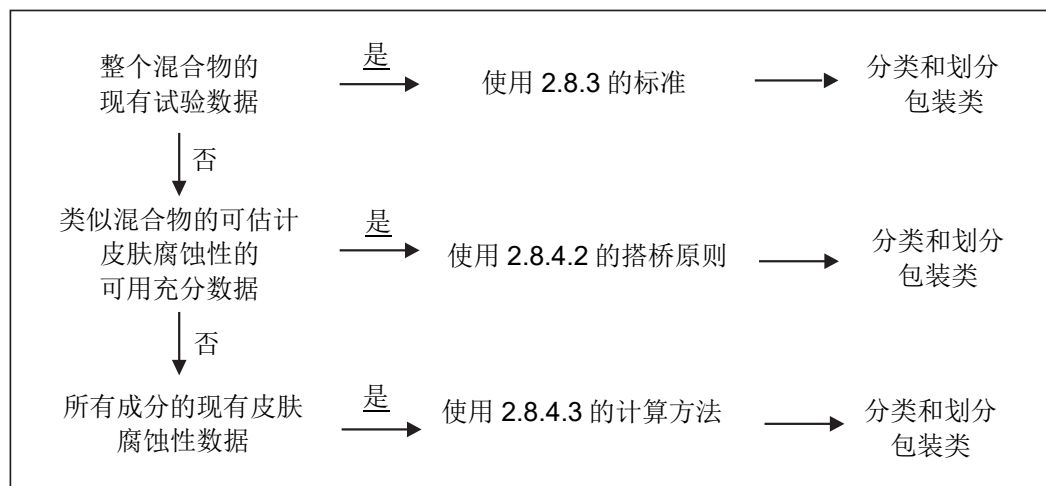 整个混合物的
现有试验数据
是
使用 2.8.3 的标准
分类和划分
包装类
否
类似混合物的可估计
皮肤腐蚀性的
可用充分数据
是
使用 2.8.4.2 的搭桥原则
分类和划分
包装类
否
所有成分的现有皮肤
腐蚀性数据
是
使用 2.8.4.3 的计算方法
分类和划分
包装类